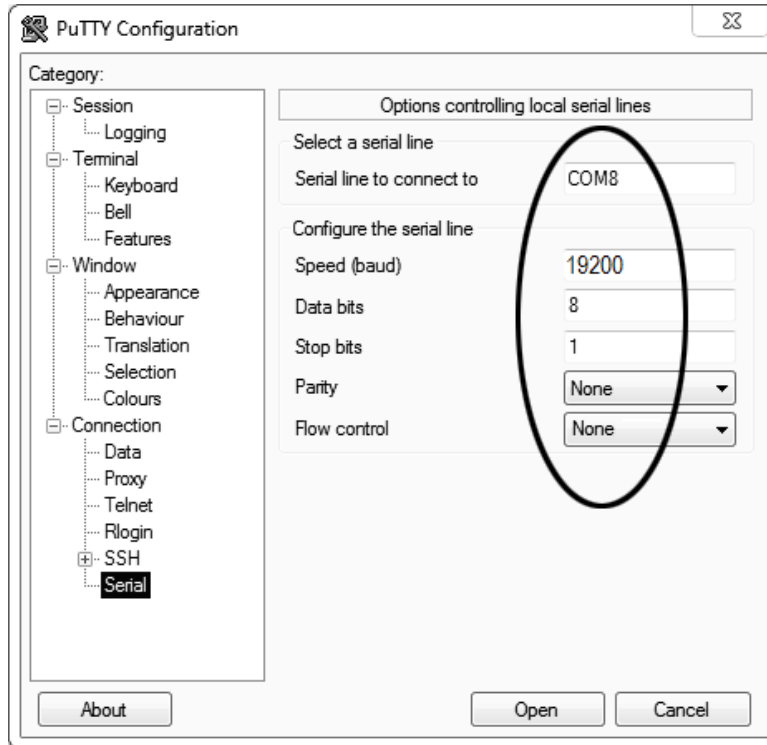 PuTTY Configuration
Category:
Session
Logging
Terminal
Keyboard
Bell
Features
Window
Appearance
Behaviour
Translation
Selection
Colours
Connection
Data
Proxy
Telnet
Rlogin
SSH
Serial
Options controlling local serial lines
Select a serial line
Serial line to connect to COM8
Configure the serial line
Speed (baud) 19200
Data bits 8
Stop bits 1
Parity None
Flow control None
About Open Cancel